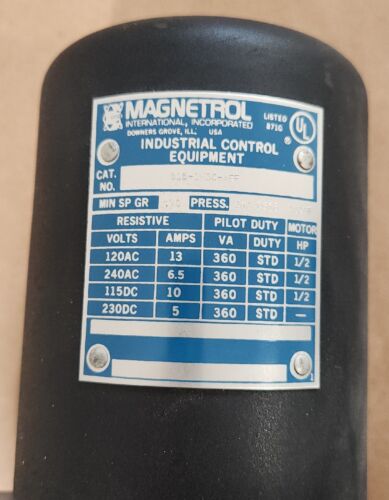 MAGNETROL
INTERNATIONAL, INCORPORATED
DOWNERS GROVE, ILL. USA
LISTED
871G
UL
®
INDUSTRIAL CONTROL
EQUIPMENT
CAT.
NO.
MIN SP GR PRESS.
RESISTIVE PILOT DUTY MOTOR
VOLTS AMPS VA DUTY HP
120AC 13 360 STD 1/2
240AC 6.5 360 STD 1/2
115DC 10 360 STD 1/2
230DC 5 360 STD —